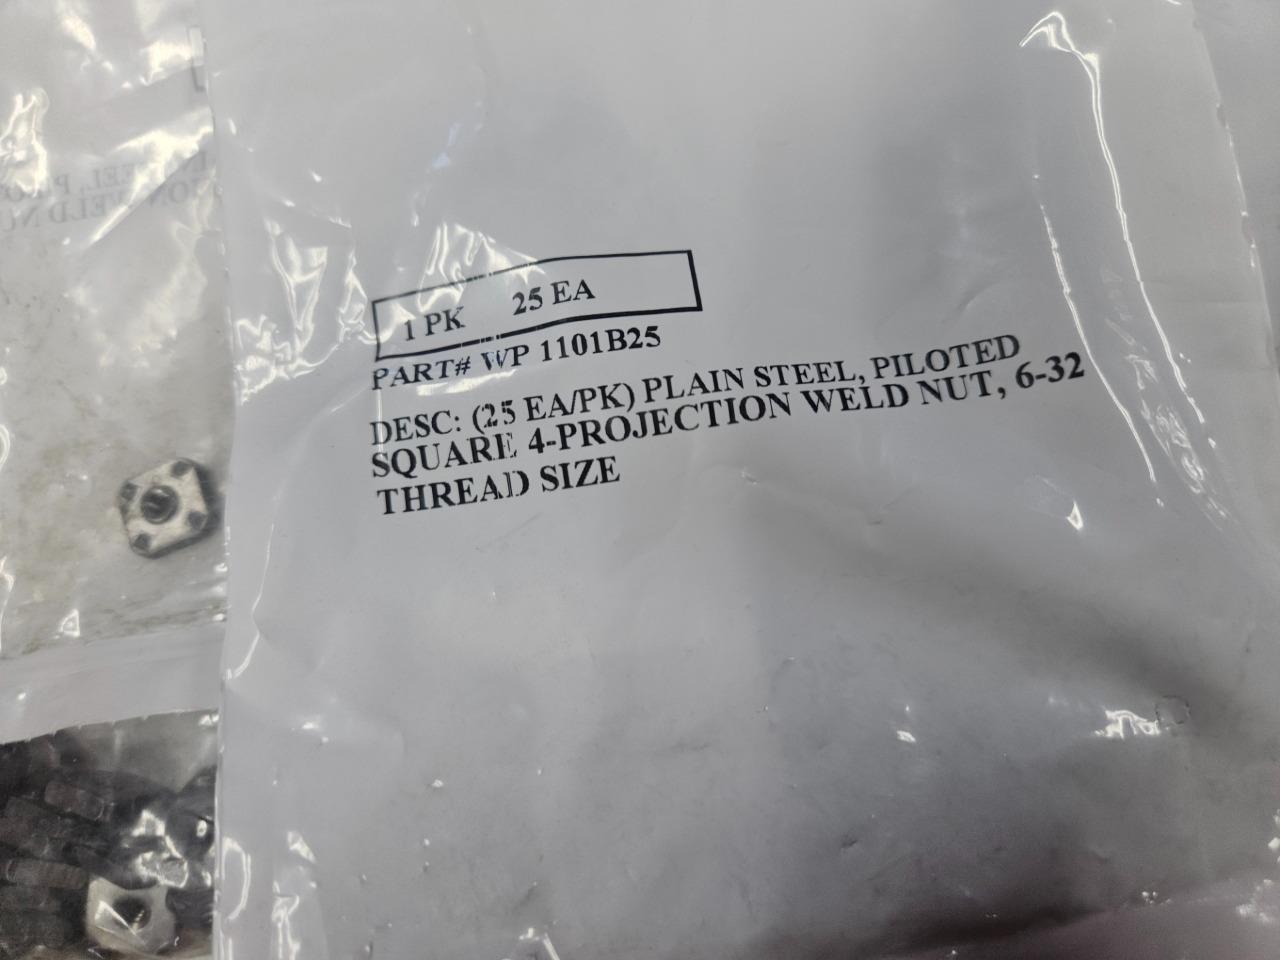 1 PK 25 EA
PART# WP 1101B25
DESC: (25 EA/PK) PLAIN STEEL, PILOTED
SQUARE 4-PROJECTION WELD NUT, 6-32
THREAD SIZE